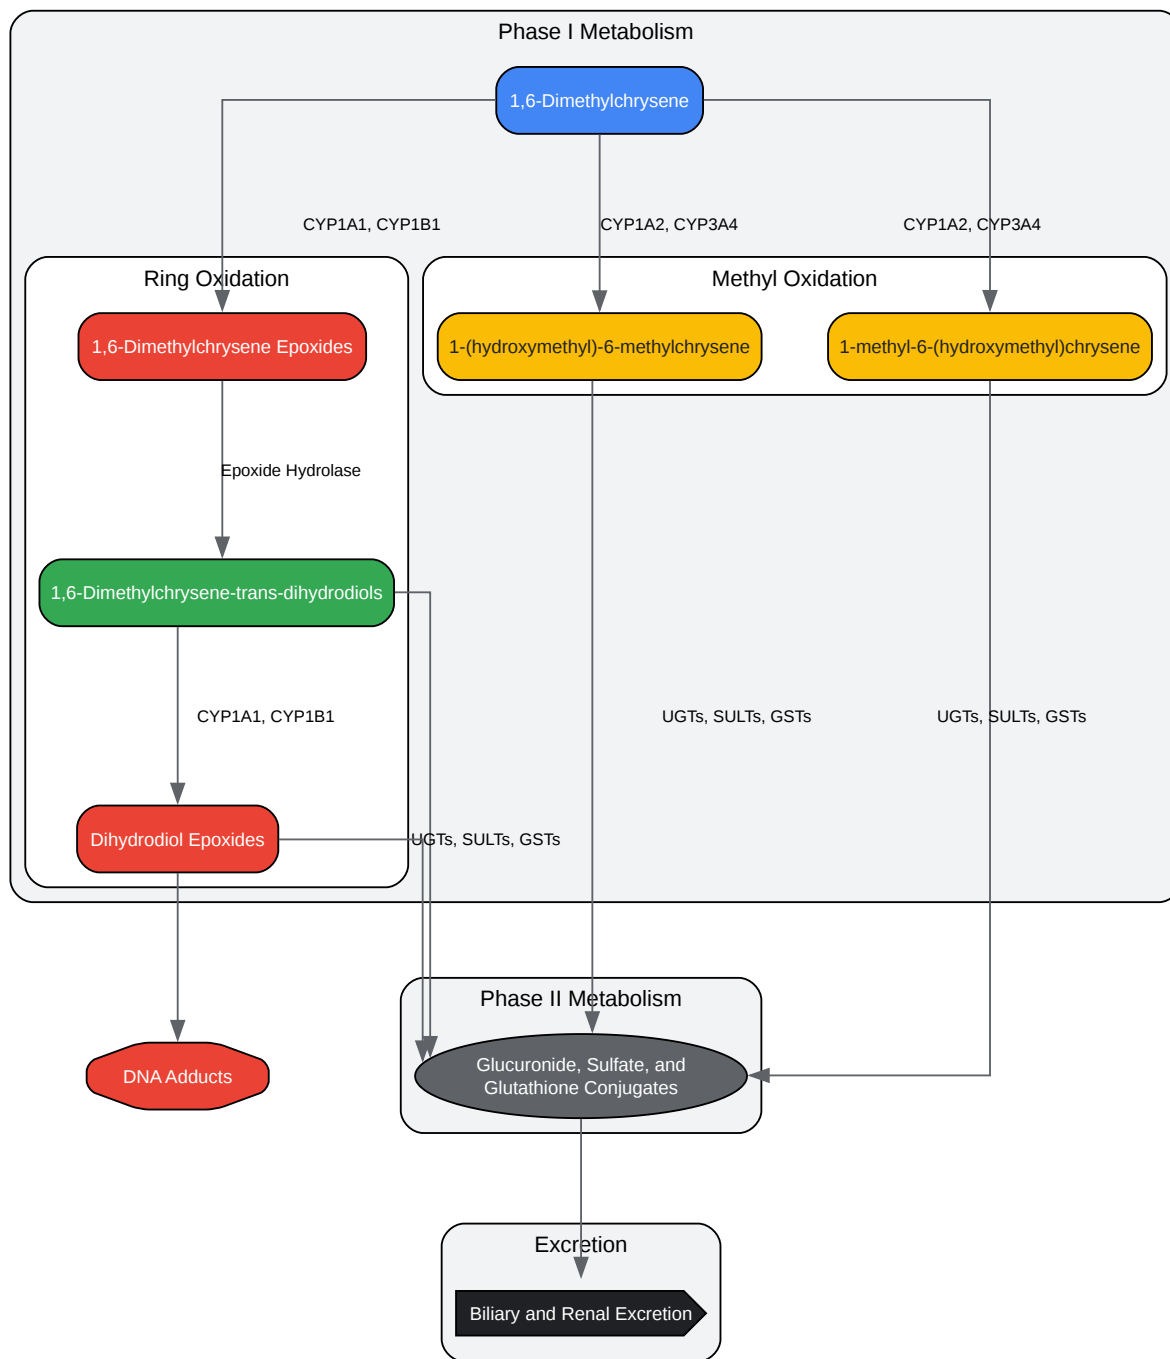 Phase I Metabolism
1,6-Dimethylchrysene
CYP1A1, CYP1B1
CYP1A2, CYP3A4
CYP1A2, CYP3A4
Ring Oxidation
Methyl Oxidation
1,6-Dimethylchrysene Epoxides
1-(hydroxymethyl)-6-methylchrysene
1-methyl-6-(hydroxymethyl)chrysene
Epoxide Hydrolase
1,6-Dimethylchrysene-trans-dihydrodiols
CYP1A1, CYP1B1
UGTs, SULTs, GSTs
UGTs, SULTs, GSTs
Dihydrodiol Epoxides
UGTs, SULTs, GSTs
Phase II Metabolism
DNA Adducts
Glucuronide, Sulfate, and
Glutathione Conjugates
Excretion
Biliary and Renal Excretion